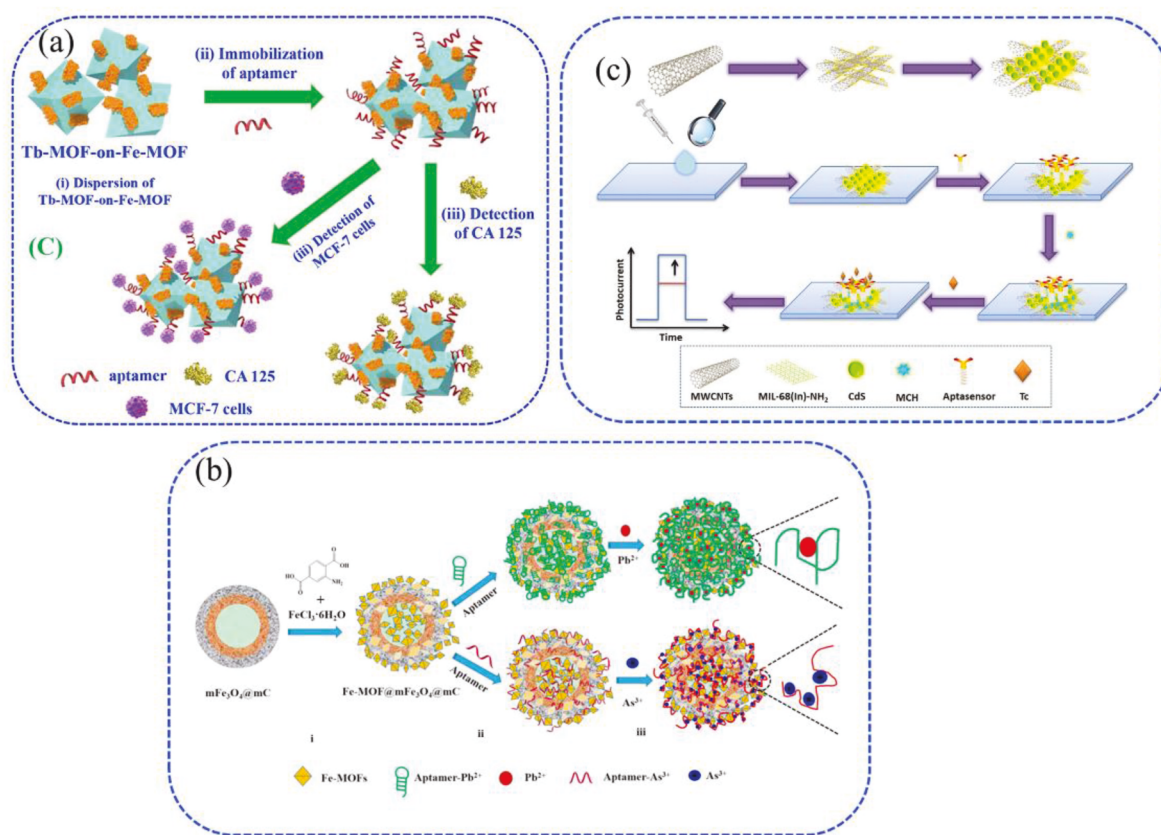 (a)
(ii) Immobilization
of aptamer
Tb-MOF-on-Fe-MOF
(i) Dispersion of
Tb-MOF-on-Fe-MOF
(iii) Detection of
MCF-7 cells
(iii) Detection
of CA 125
(C)
aptamer
CA 125
MCF-7 cells
(c)
Photocurrent
Time
MWCNTs
MIL-68(In)-NH₂
CdS
MCH
Aptasensor
Tc
(b)
O
OH
HO
NH₂
O
+
FeCl₃·6H₂O
mFe₃O₄@mC
Fe-MOF@mFe₃O₄@mC
Aptamer
Aptamer
Pb²⁺
As³⁺
i
ii
iii
Fe-MOFs
Aptamer-Pb²⁺
Pb²⁺
Aptamer-As³⁺
As³⁺